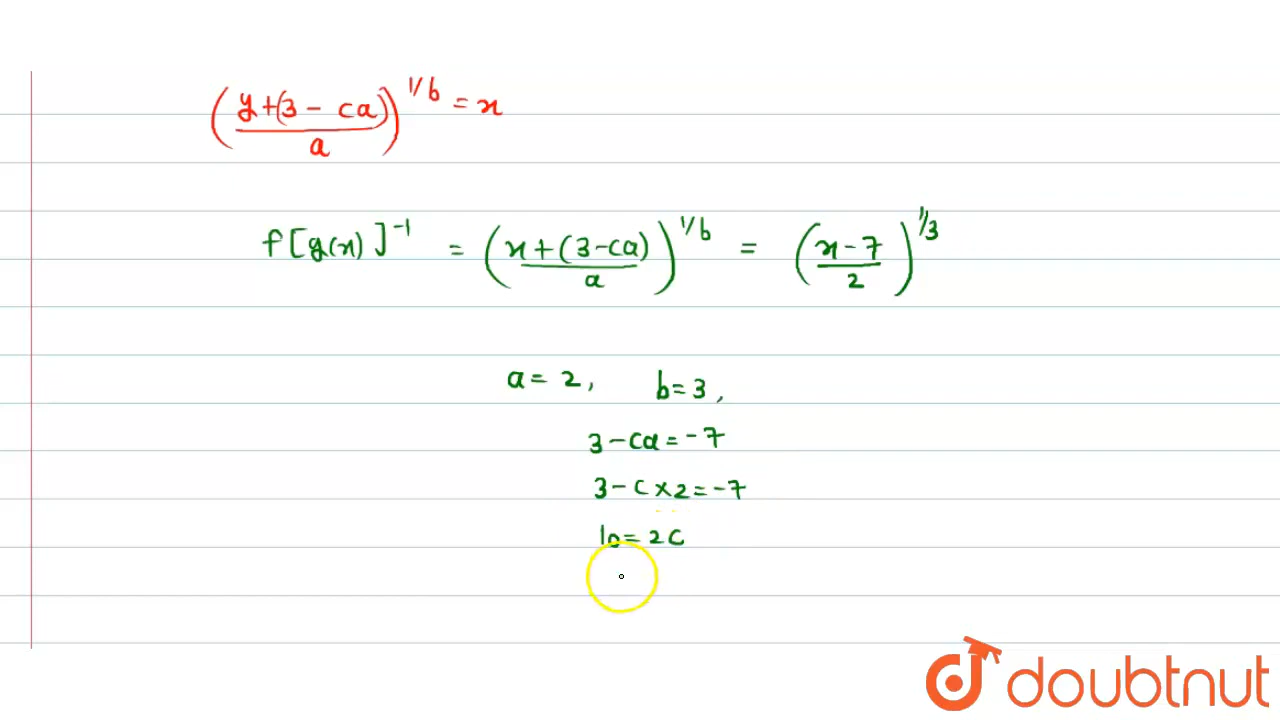 (y+(3-ca)/a)^1/b = x
f[g(x)]^-1 = (x+(3-ca)/a)^1/b = (x-7/2)^1/3
a=2, b=3,
3-ca=-7
3-c×2=-7
10=2c
doubtnut